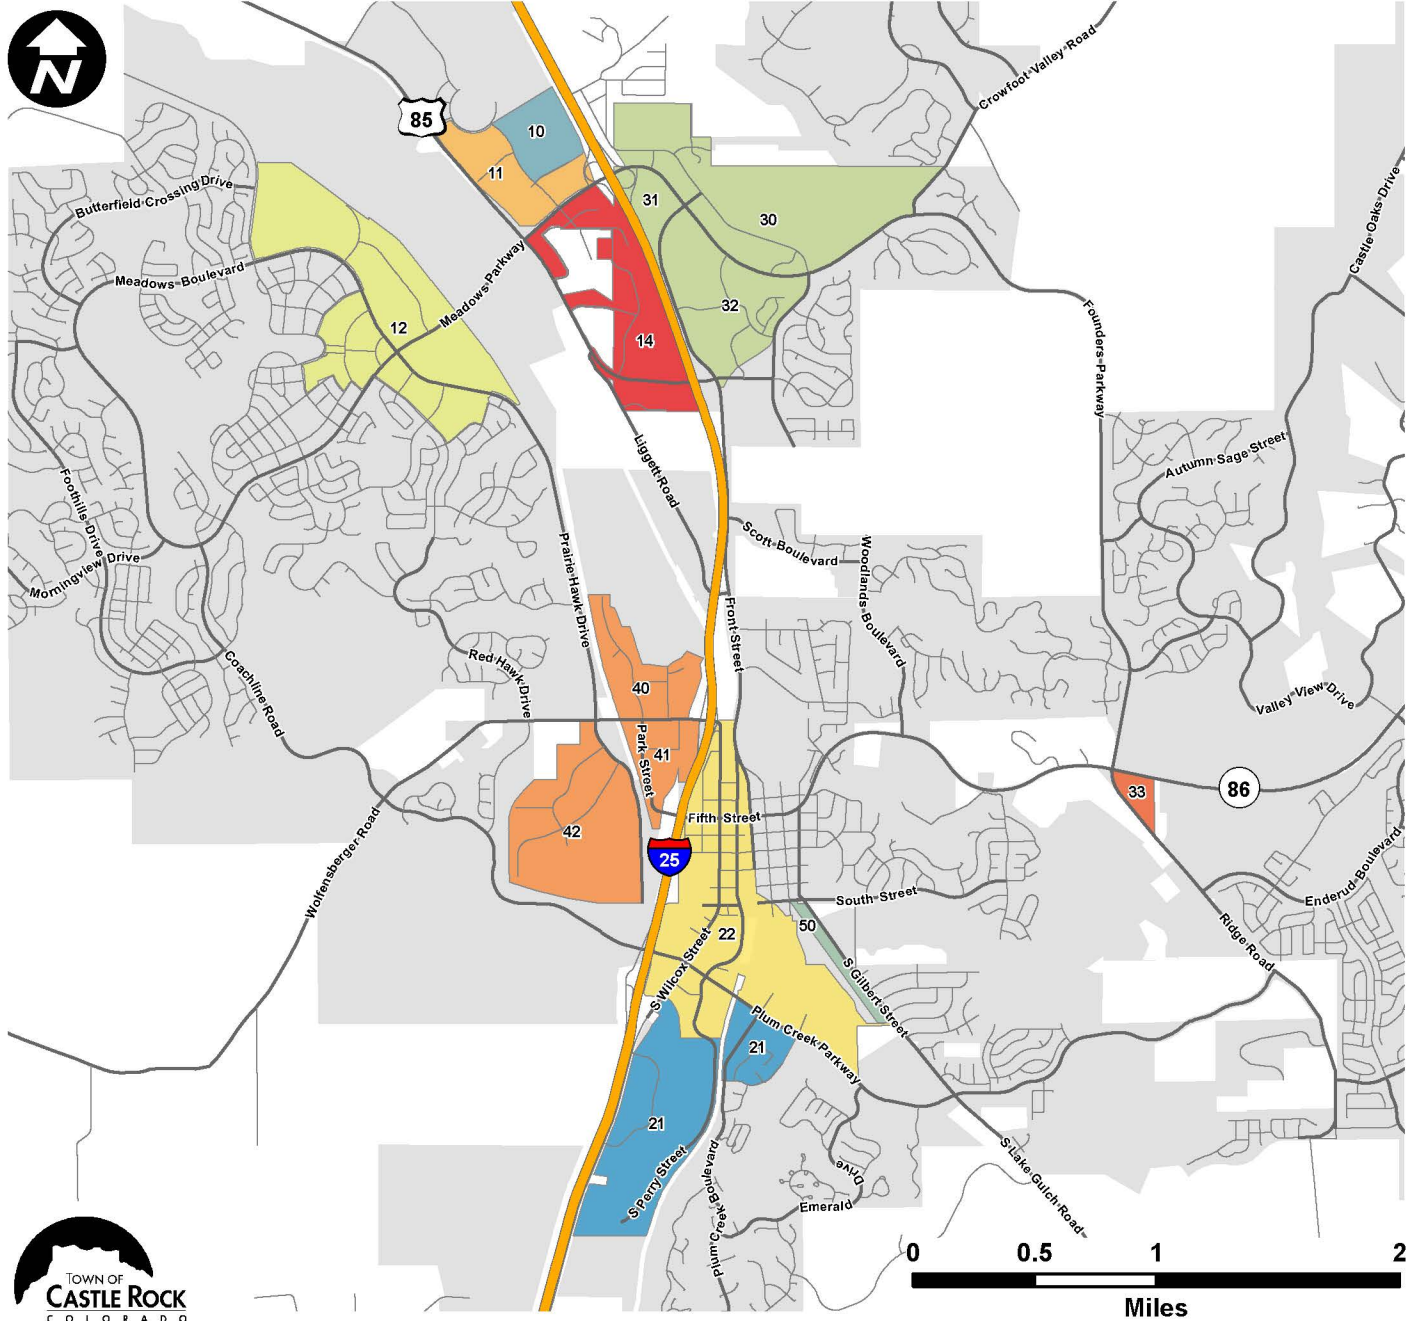 N
85
Crowfoot Valley Road
10
11
Castle Oaks Drive
Butterfield Crossing Drive
31
30
Meadows Boulevard
Meadows Parkway
12
32
14
Founders Parkway
Autumn Sage Street
Liggett Road
Foothills Drive
Scott Boulevard
Woodlands Boulevard
Morningview Drive
Prairie Hawk Drive
Front Street
Red Hawk Drive
Coachline Road
40
Valley View Drive
Park Street
41
33
86
Fifth Street
42
25
Wolfensberger Road
Enderud Boulevard
South Street
50
22
Ridge Road
S Wilcox Street
S Gilbert Street
Plum Creek Parkway
21
21
S Perry Street
Plum Creek Boulevard
Emerald
Drive
S Lake Gulch Road
TOWN OF
CASTLE ROCK
COLORADO
0 0.5 1 2
Miles